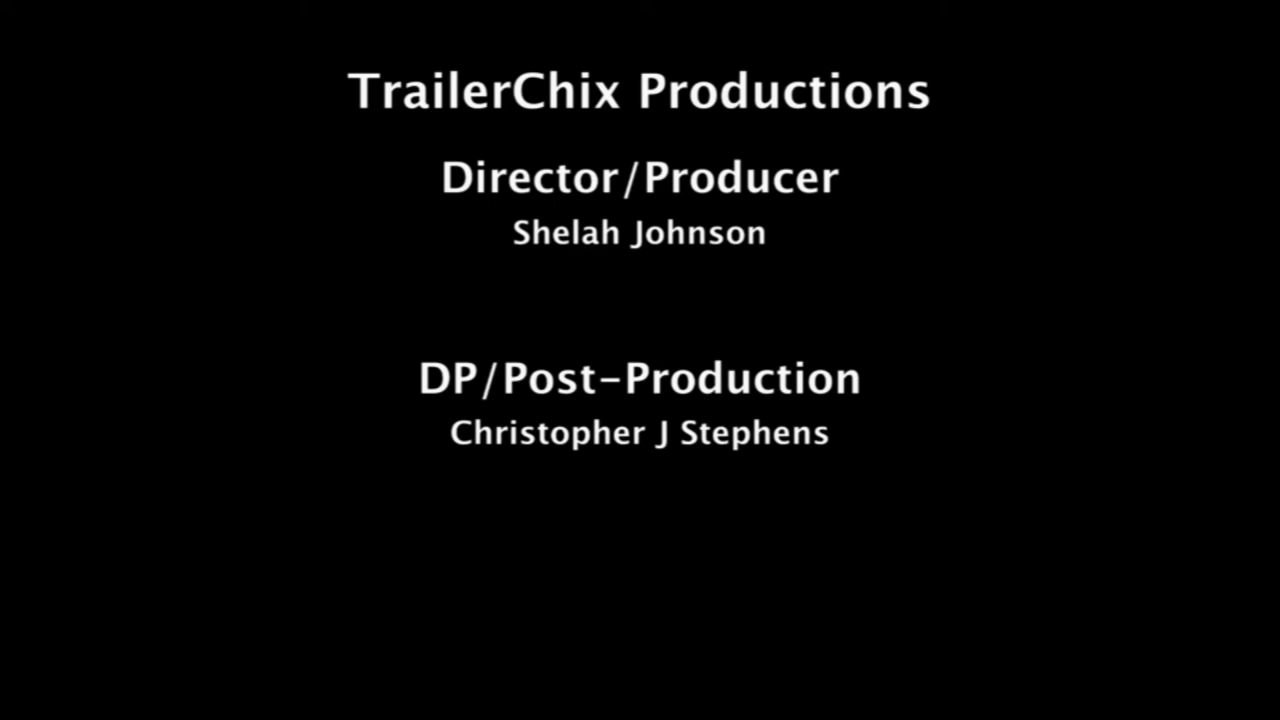 TrailerChix Productions
Director/Producer
Shelah Johnson
DP/Post-Production
Christopher J Stephens